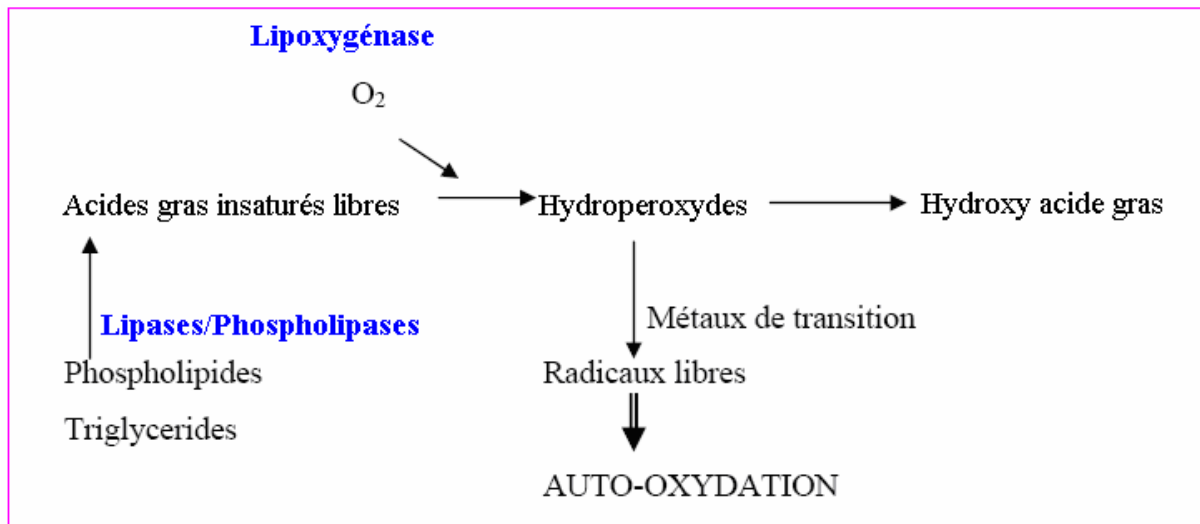 Lipoxygénase
O₂
Acides gras insaturés libres
Hydroperoxydes
Hydroxy acide gras
Lipases/Phospholipases
Métaux de transition
Phospholipides
Radicaux libres
Triglycerides
AUTO-OXYDATION